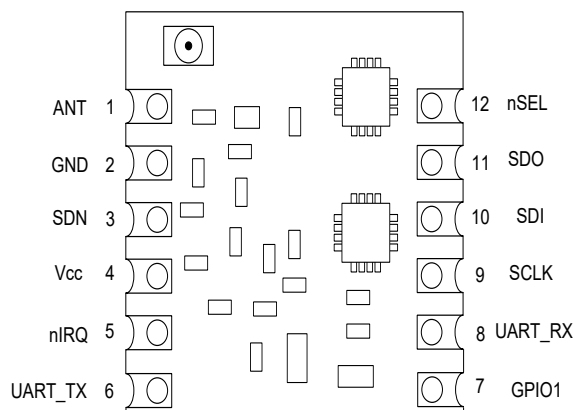 ANT 1
GND 2
SDN 3
Vcc 4
nIRQ 5
UART_TX 6
12 nSEL
11 SDO
10 SDI
9 SCLK
8 UART_RX
7 GPIO1